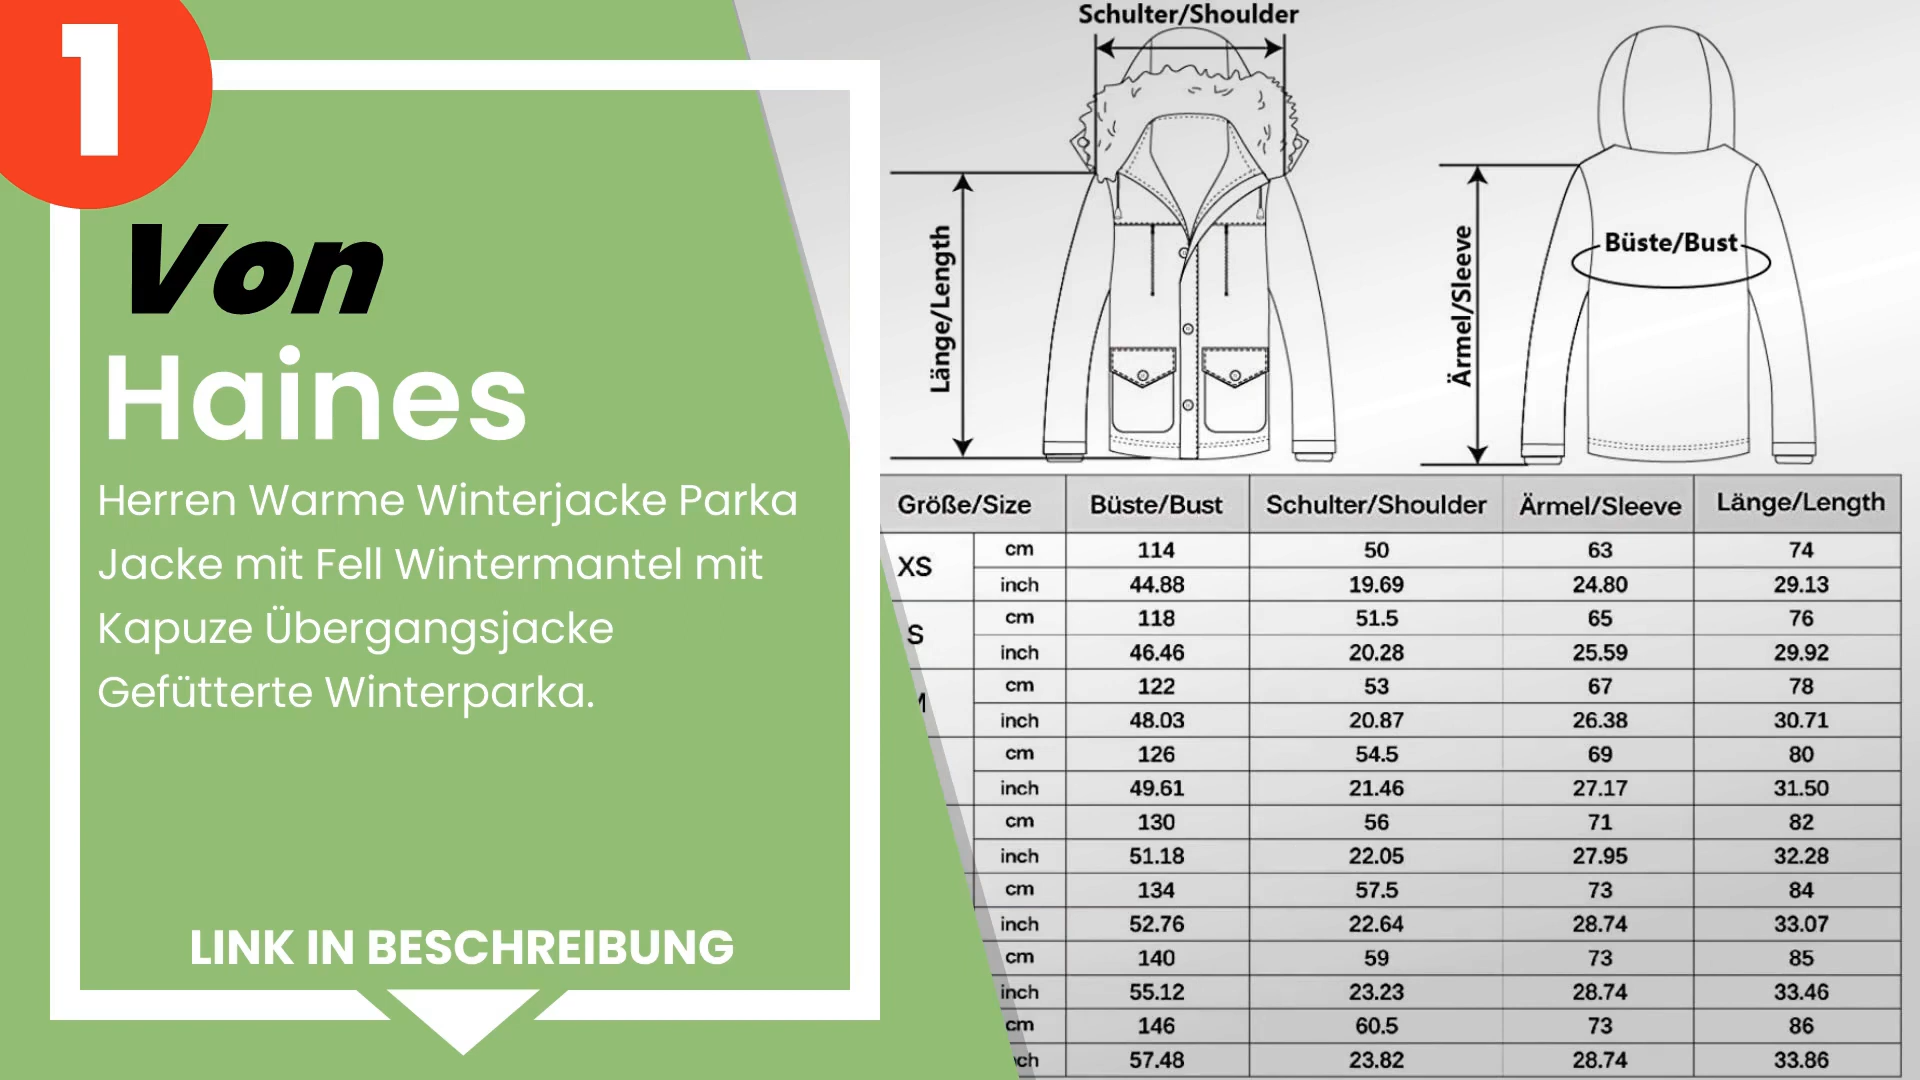 1
Von
Haines
Herren Warme Winterjacke Parka
Jacke mit Fell Wintermantel mit
Kapuze Übergangsjacke
Gefütterte Winterparka.
LINK IN BESCHREIBUNG
Schulter/Shoulder
Länge/Length
Ärmel/Sleeve
Büste/Bust
Größe/Size Büste/Bust Schulter/Shoulder Ärmel/Sleeve Länge/Length
XS
cm 114 50 63 74
inch 44.88 19.69 24.80 29.13
S
cm 118 51.5 65 76
inch 46.46 20.28 25.59 29.92
cm 122 53 67 78
inch 48.03 20.87 26.38 30.71
cm 126 54.5 69 80
inch 49.61 21.46 27.17 31.50
cm 130 56 71 82
inch 51.18 22.05 27.95 32.28
cm 134 57.5 73 84
inch 52.76 22.64 28.74 33.07
cm 140 59 73 85
inch 55.12 23.23 28.74 33.46
cm 146 60.5 73 86
57.48 23.82 28.74 33.86